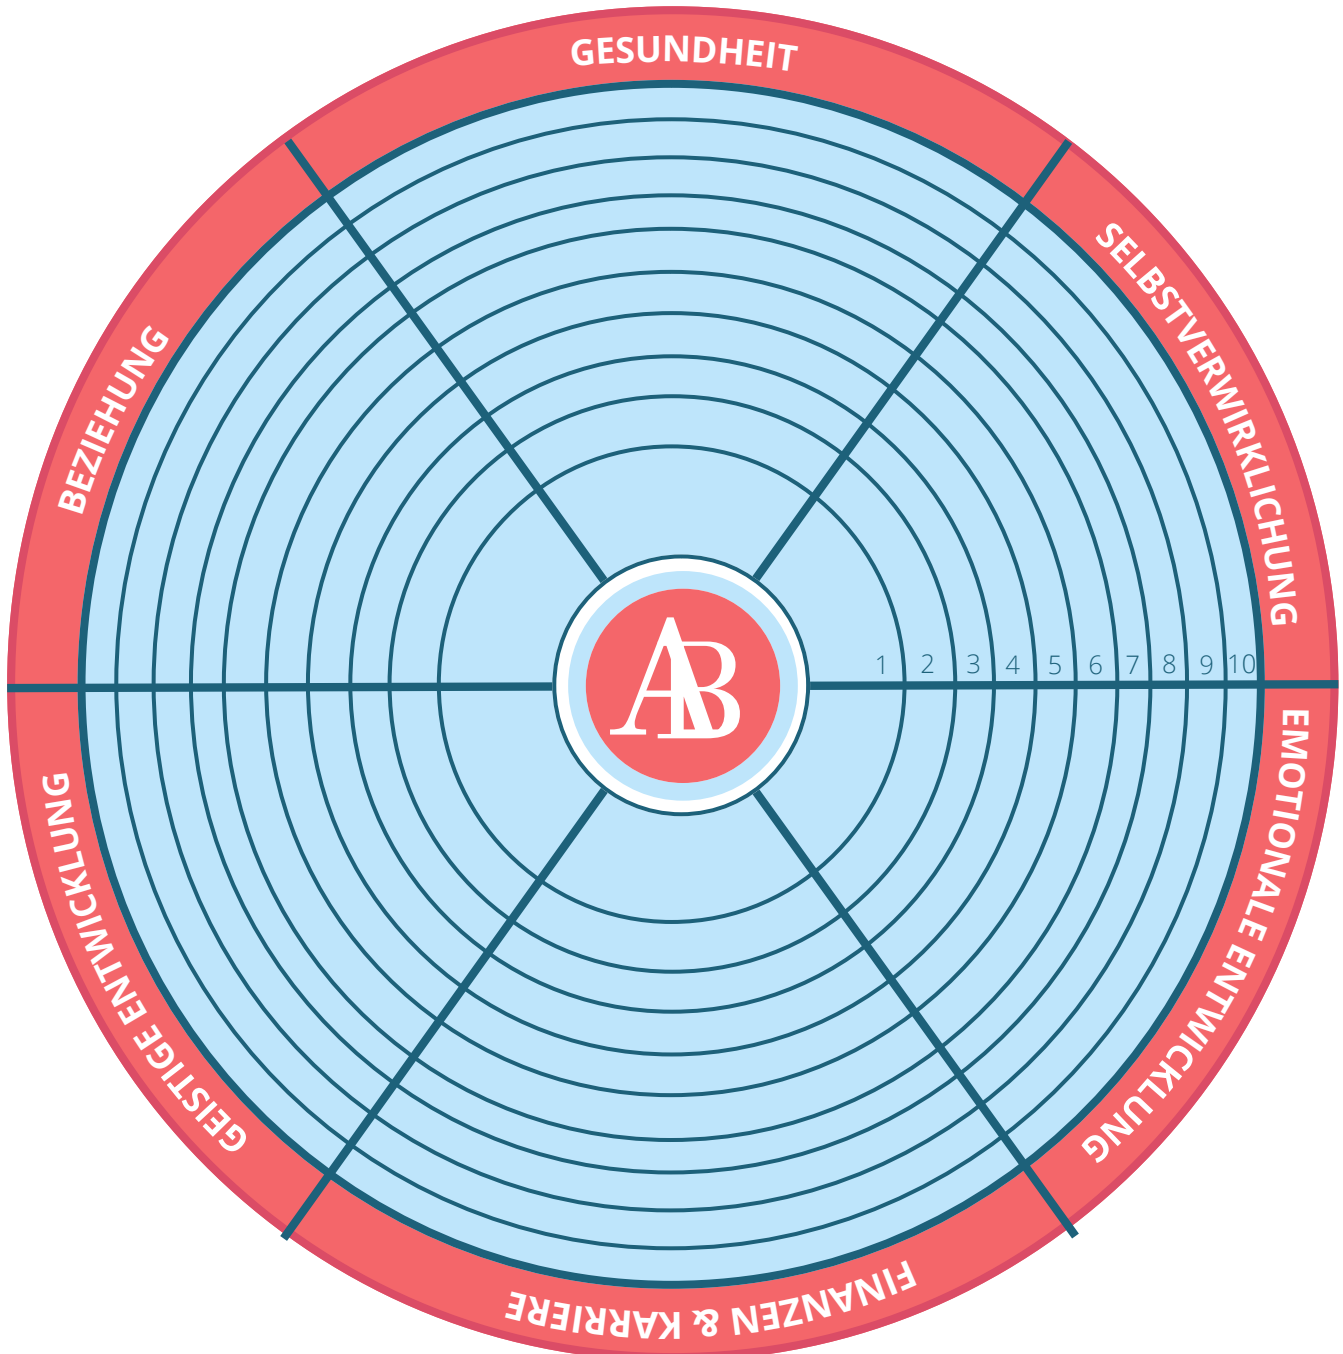 GESUNDHEIT
SELBSTVERWIRKLICHUNG
EMOTIONALE ENTWICKLUNG
FINANZEN & KARRIERE
GEISTIGE ENTWICKLUNG
BEZIEHUNG
AB
1 2 3 4 5 6 7 8 9 10